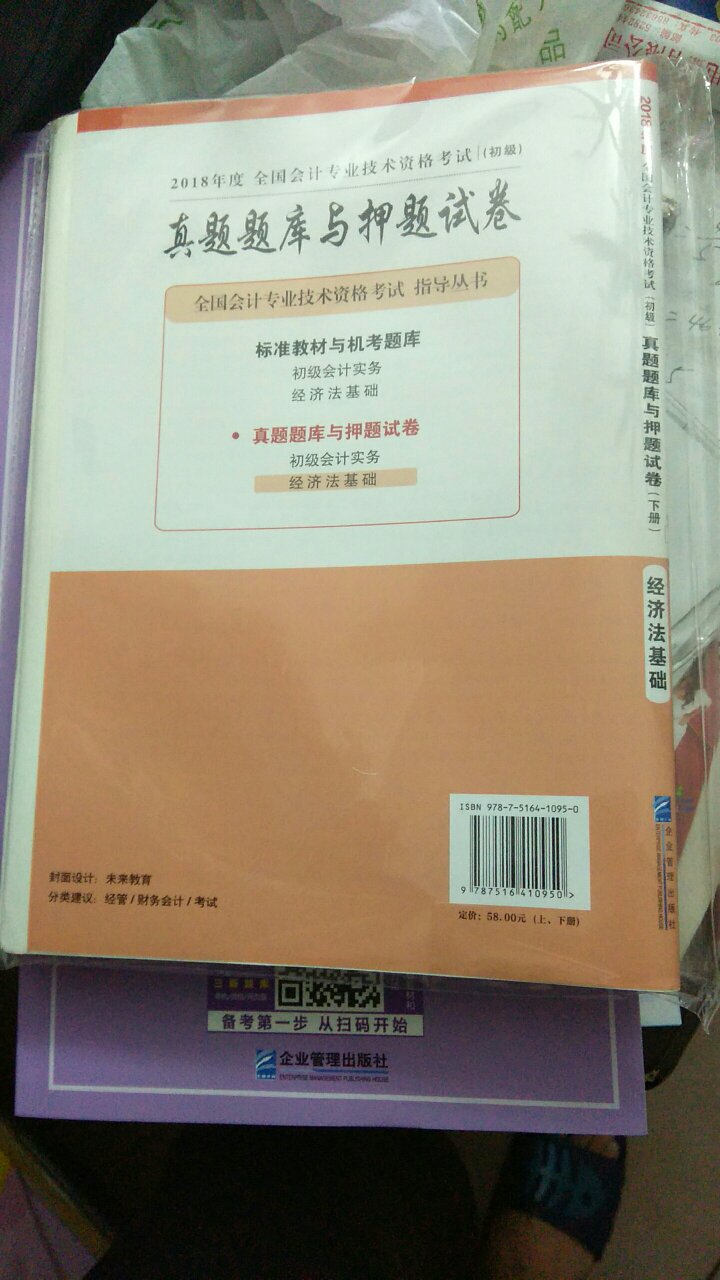 2018年度 全国会计专业技术资格考试 (初级)
真题题库与押题试卷
全国会计专业技术资格考试 指导丛书
标准教材与机考题库
初级会计实务
经济法基础
• 真题题库与押题试卷
初级会计实务
经济法基础
封面设计：未来教育
分类建议：经管/财务会计/考试
ISBN 978-7-5164-1095-0
9 787516 410950 >
定价：58.00元（上、下册）
全国会计专业技术资格考试（初级）
真题题库与押题试卷（下册）
经济法基础
企业管理出版社
三新题库
备考第一步 从扫码开始
企业管理出版社
ENTERPRISE MANAGEMENT PUBLISHING HOUSE
品
有限公司